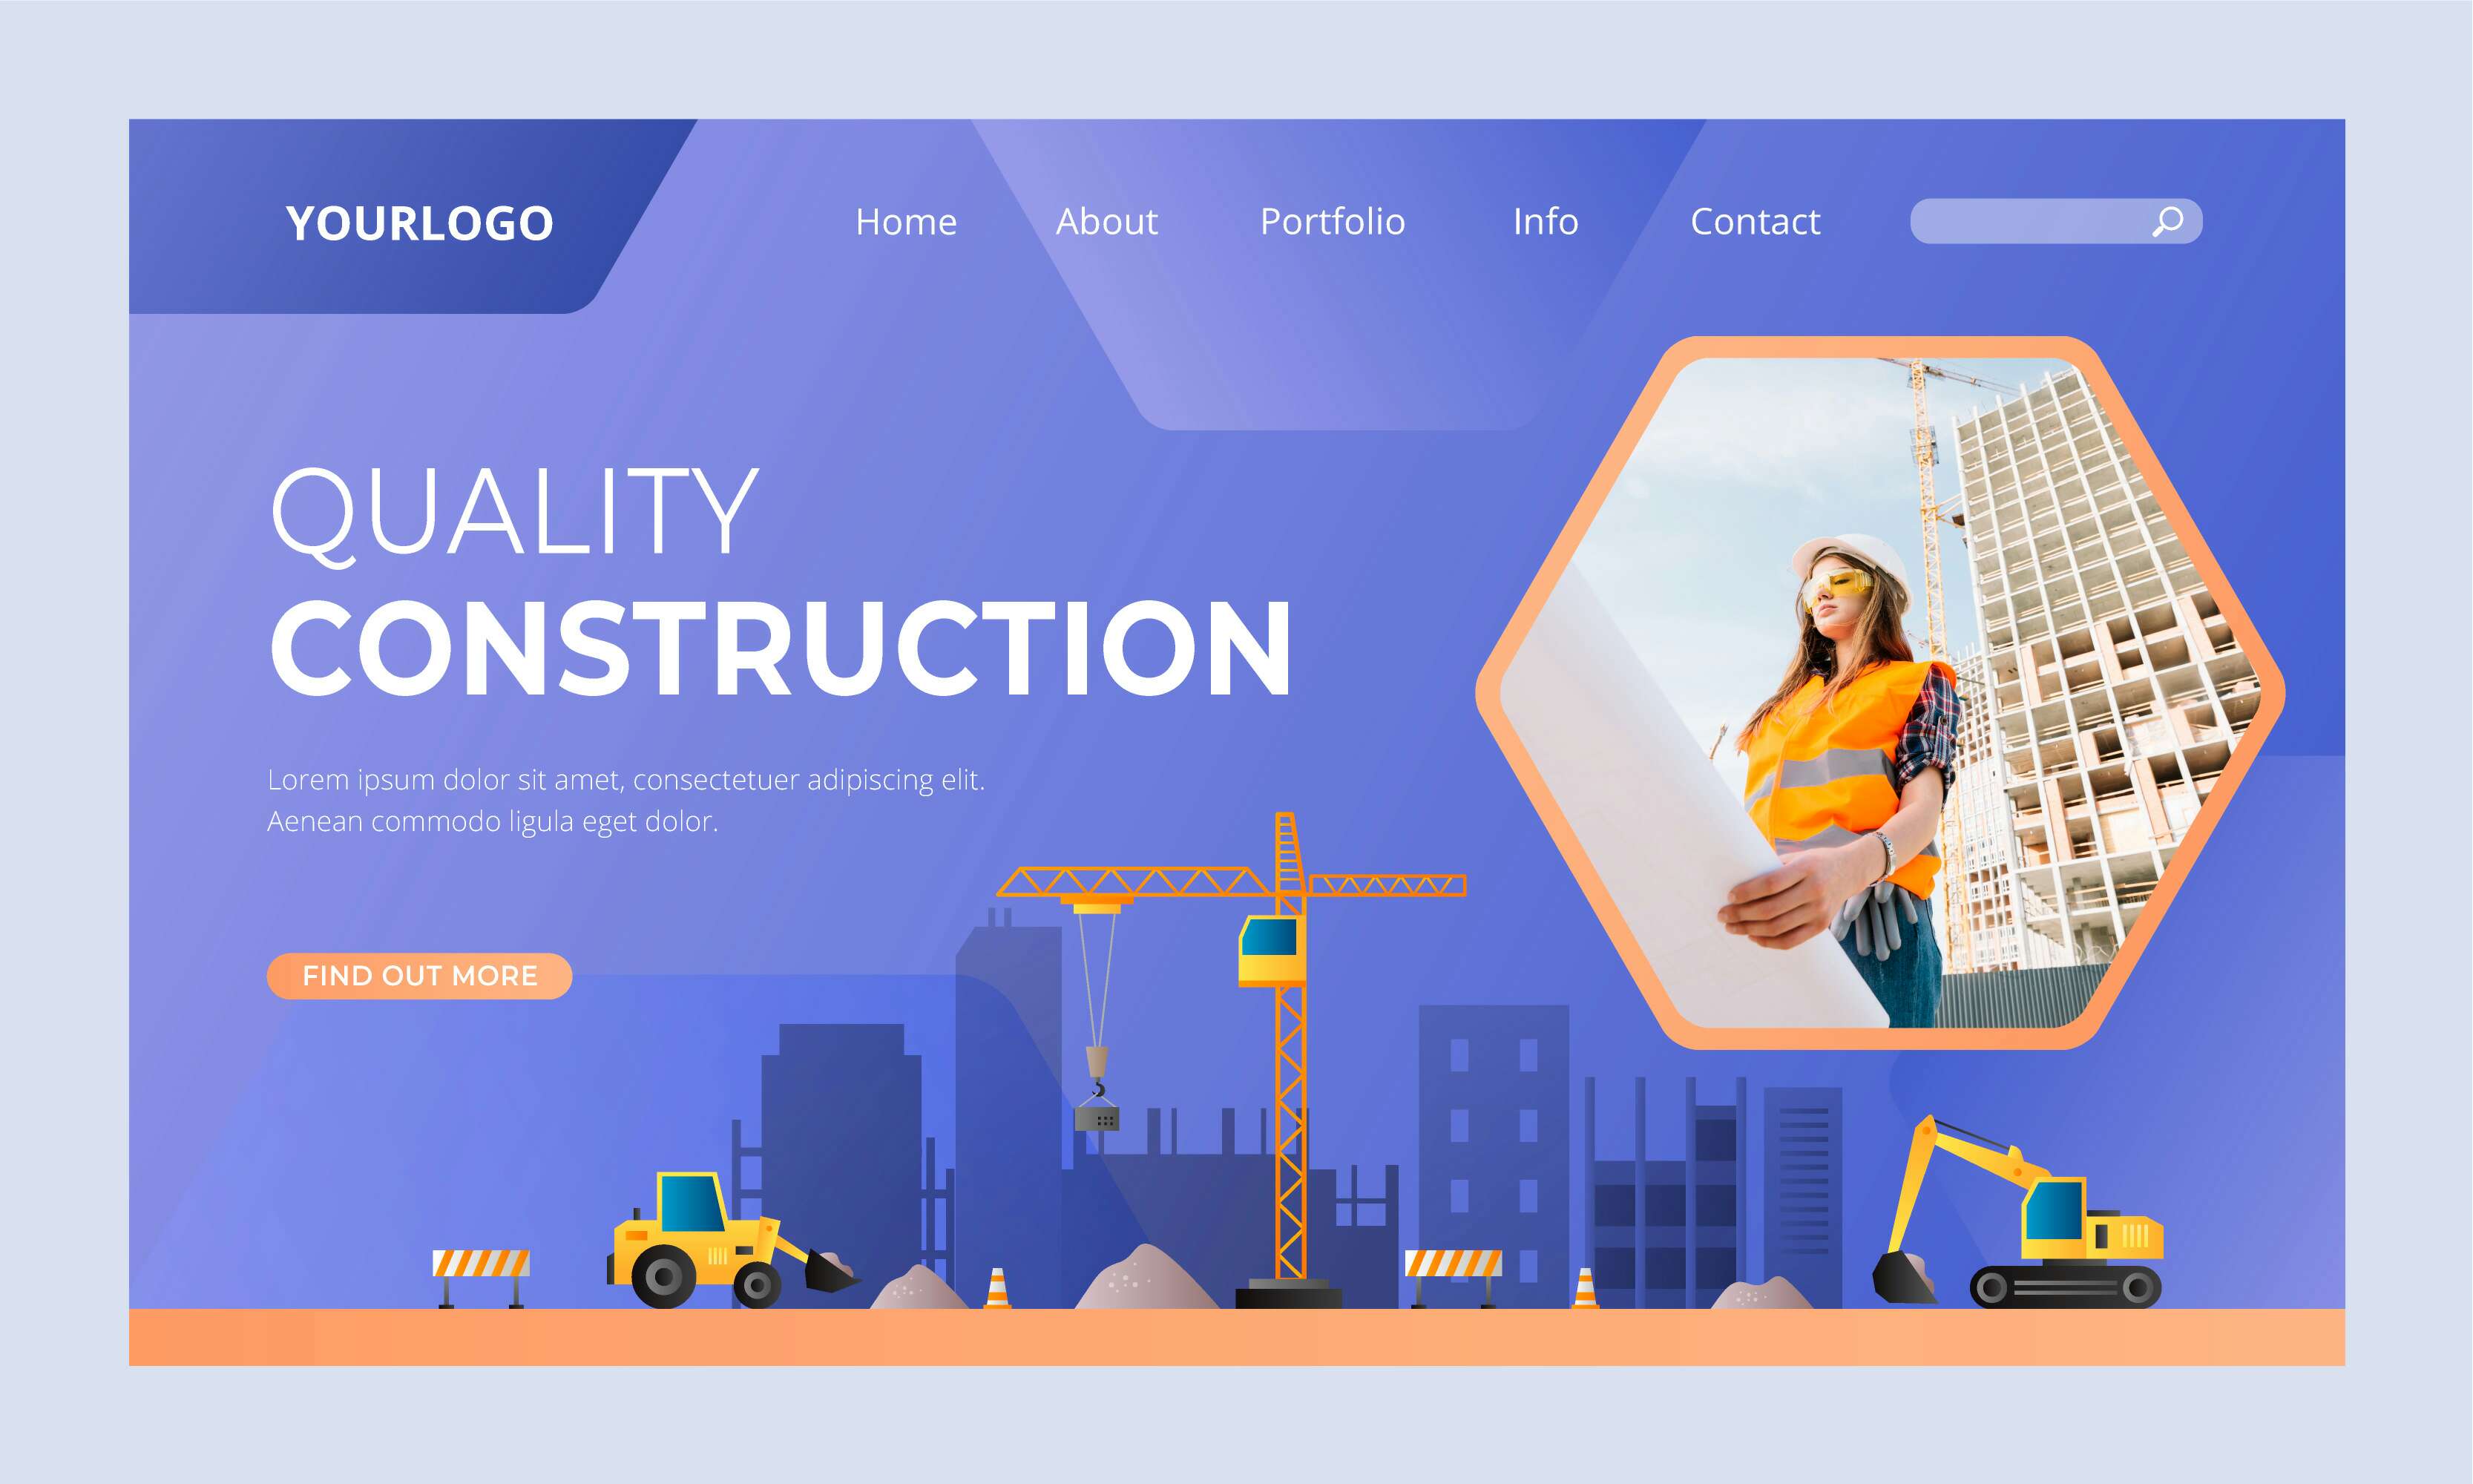 YOURLOGO
Home About Portfolio Info Contact
QUALITY
CONSTRUCTION
Lorem ipsum dolor sit amet, consectetuer adipiscing elit.
Aenean commodo ligula eget dolor.
FIND OUT MORE